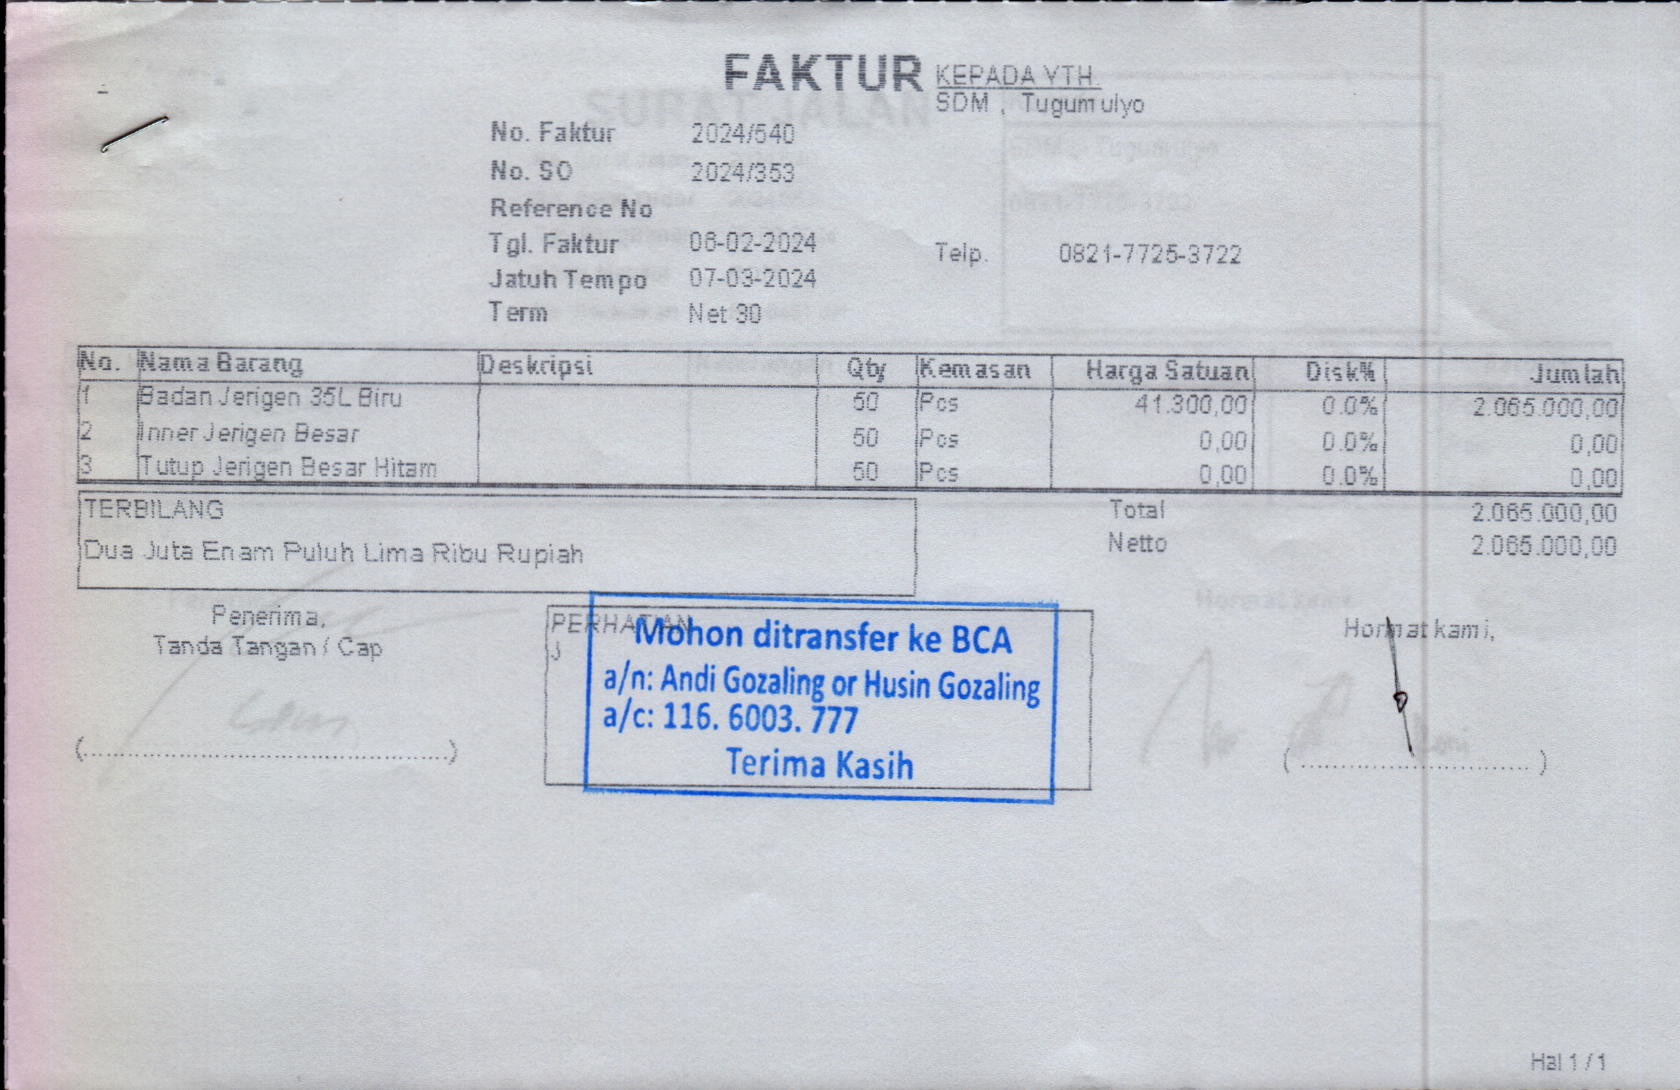 FAKTUR
KEPADA YTH.
SDM , Tugumulyo
No. Faktur 2024/540
No. SO 2024/353
Reference No
Tgl. Faktur 06-02-2024
Telp. 0821-7725-3722
Jatuh Tempo 07-03-2024
Term Net 30
No. Nama Barang Deskripsi Qty Kemasan Harga Satuan Disk% Jumlah
1 Badan Jerigen 35L Biru 50 Pcs 41.300,00 0.0% 2.065.000,00
2 Inner Jerigen Besar 50 Pcs 0,00 0.0% 0,00
3 Tutup Jerigen Besar Hitam 50 Pcs 0,00 0.0% 0,00
TERBILANG
Dua Juta Enam Puluh Lima Ribu Rupiah
Total 2.065.000,00
Netto 2.065.000,00
Penerima,
Tanda Tangan / Cap
PERHATIAN
Mohon ditransfer ke BCA
a/n: Andi Gozaling or Husin Gozaling
a/c: 116. 6003. 777
Terima Kasih
Hormat kami,
(....................................................)
( ................................ )
SURAT JALAN
Hal 1 / 1